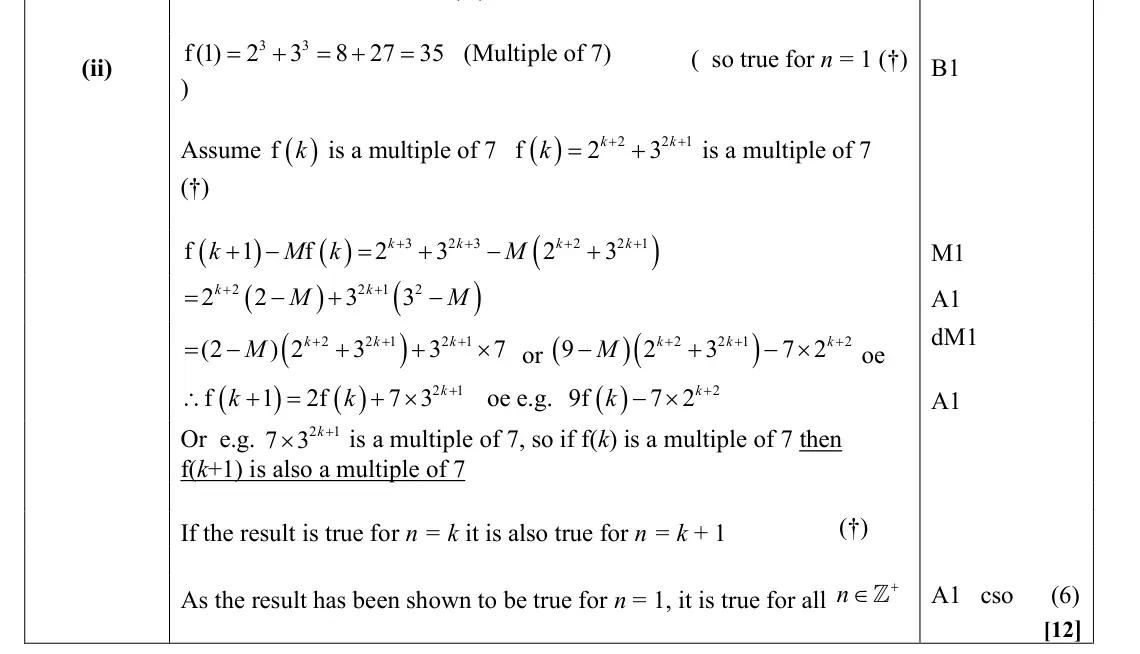 (ii) f(1) = 2³ + 3³ = 8 + 27 = 35 (Multiple of 7) ( so true for n = 1 (†) B1
)
Assume f(k) is a multiple of 7 f(k) = 2^{k+2} + 3^{2k+1} is a multiple of 7
(†)
f(k+1) − Mf(k) = 2^{k+3} + 3^{2k+3} − M(2^{k+2} + 3^{2k+1}) M1
= 2^{k+2}(2 − M) + 3^{2k+1}(3² − M) A1
= (2 − M)(2^{k+2} + 3^{2k+1}) + 3^{2k+1} × 7 or (9 − M)(2^{k+2} + 3^{2k+1}) − 7 × 2^{k+2} oe dM1
∴ f(k+1) = 2f(k) + 7 × 3^{2k+1} oe e.g. 9f(k) − 7 × 2^{k+2} A1
Or e.g. 7 × 3^{2k+1} is a multiple of 7, so if f(k) is a multiple of 7 then
f(k+1) is also a multiple of 7
If the result is true for n = k it is also true for n = k + 1 (†)
As the result has been shown to be true for n = 1, it is true for all n ∈ ℤ⁺ A1 cso (6)
[12]